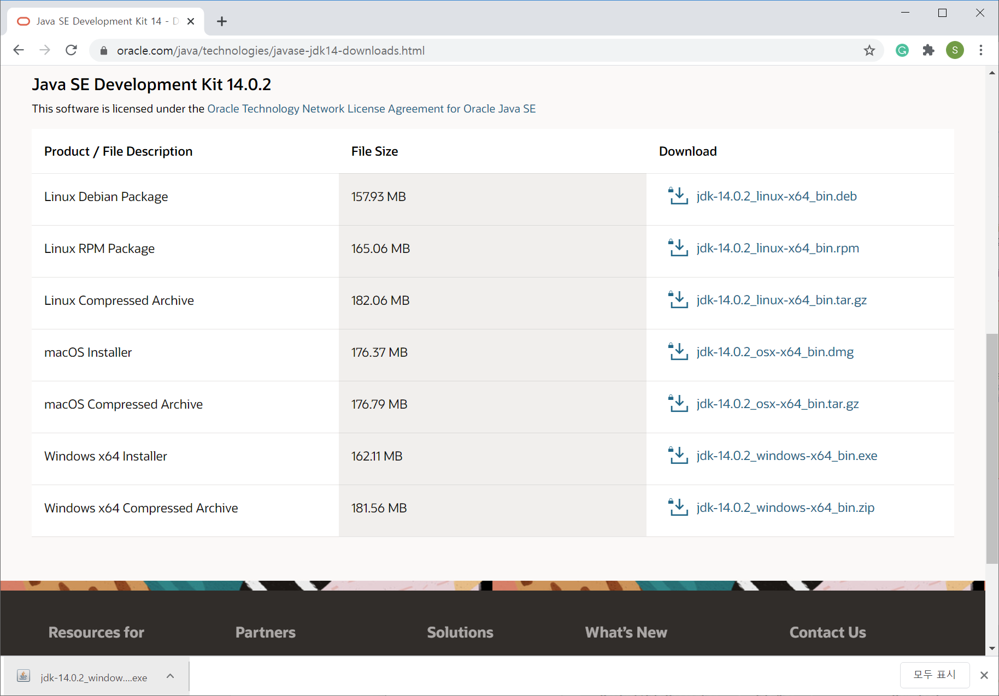 Java SE Development Kit 14 - D
oracle.com/java/technologies/javase-jdk14-downloads.html
S
Java SE Development Kit 14.0.2
This software is licensed under the Oracle Technology Network License Agreement for Oracle Java SE
Product / File Description File Size Download
Linux Debian Package 157.93 MB jdk-14.0.2_linux-x64_bin.deb
Linux RPM Package 165.06 MB jdk-14.0.2_linux-x64_bin.rpm
Linux Compressed Archive 182.06 MB jdk-14.0.2_linux-x64_bin.tar.gz
macOS Installer 176.37 MB jdk-14.0.2_osx-x64_bin.dmg
macOS Compressed Archive 176.79 MB jdk-14.0.2_osx-x64_bin.tar.gz
Windows x64 Installer 162.11 MB jdk-14.0.2_windows-x64_bin.exe
Windows x64 Compressed Archive 181.56 MB jdk-14.0.2_windows-x64_bin.zip
Resources for Partners Solutions What's New Contact Us
jdk-14.0.2_window....exe 모두 표시